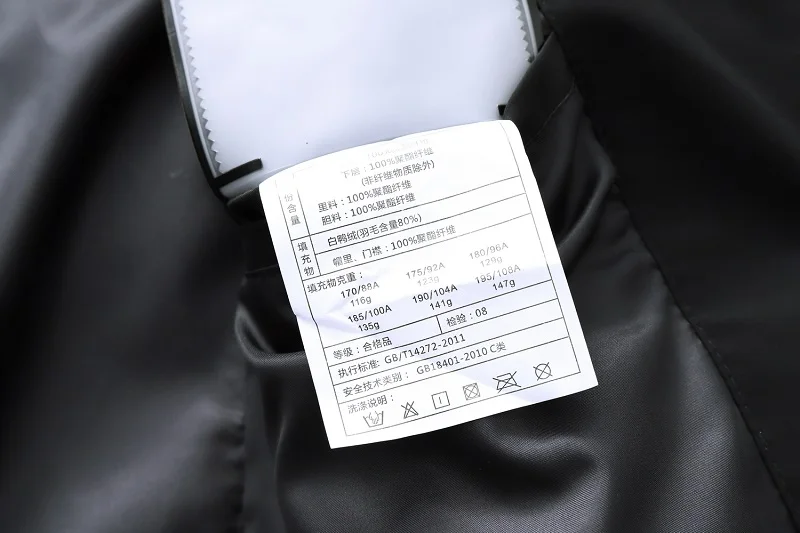 下层：100%聚酯纤维
(非纤维物质除外)
份含量
里料：100%聚酯纤维
胆料：100%聚酯纤维
填充物
白鸭绒(羽毛含量80%)
帽里、门襟：100%聚酯纤维
填充物克重：
170/88A 175/92A 180/96A
116g 123g 129g
185/100A 190/104A 195/108A
135g 141g 147g
等级：合格品 检验：08
执行标准: GB/T14272-2011
安全技术类别： GB18401-2010 C类
洗涤说明：